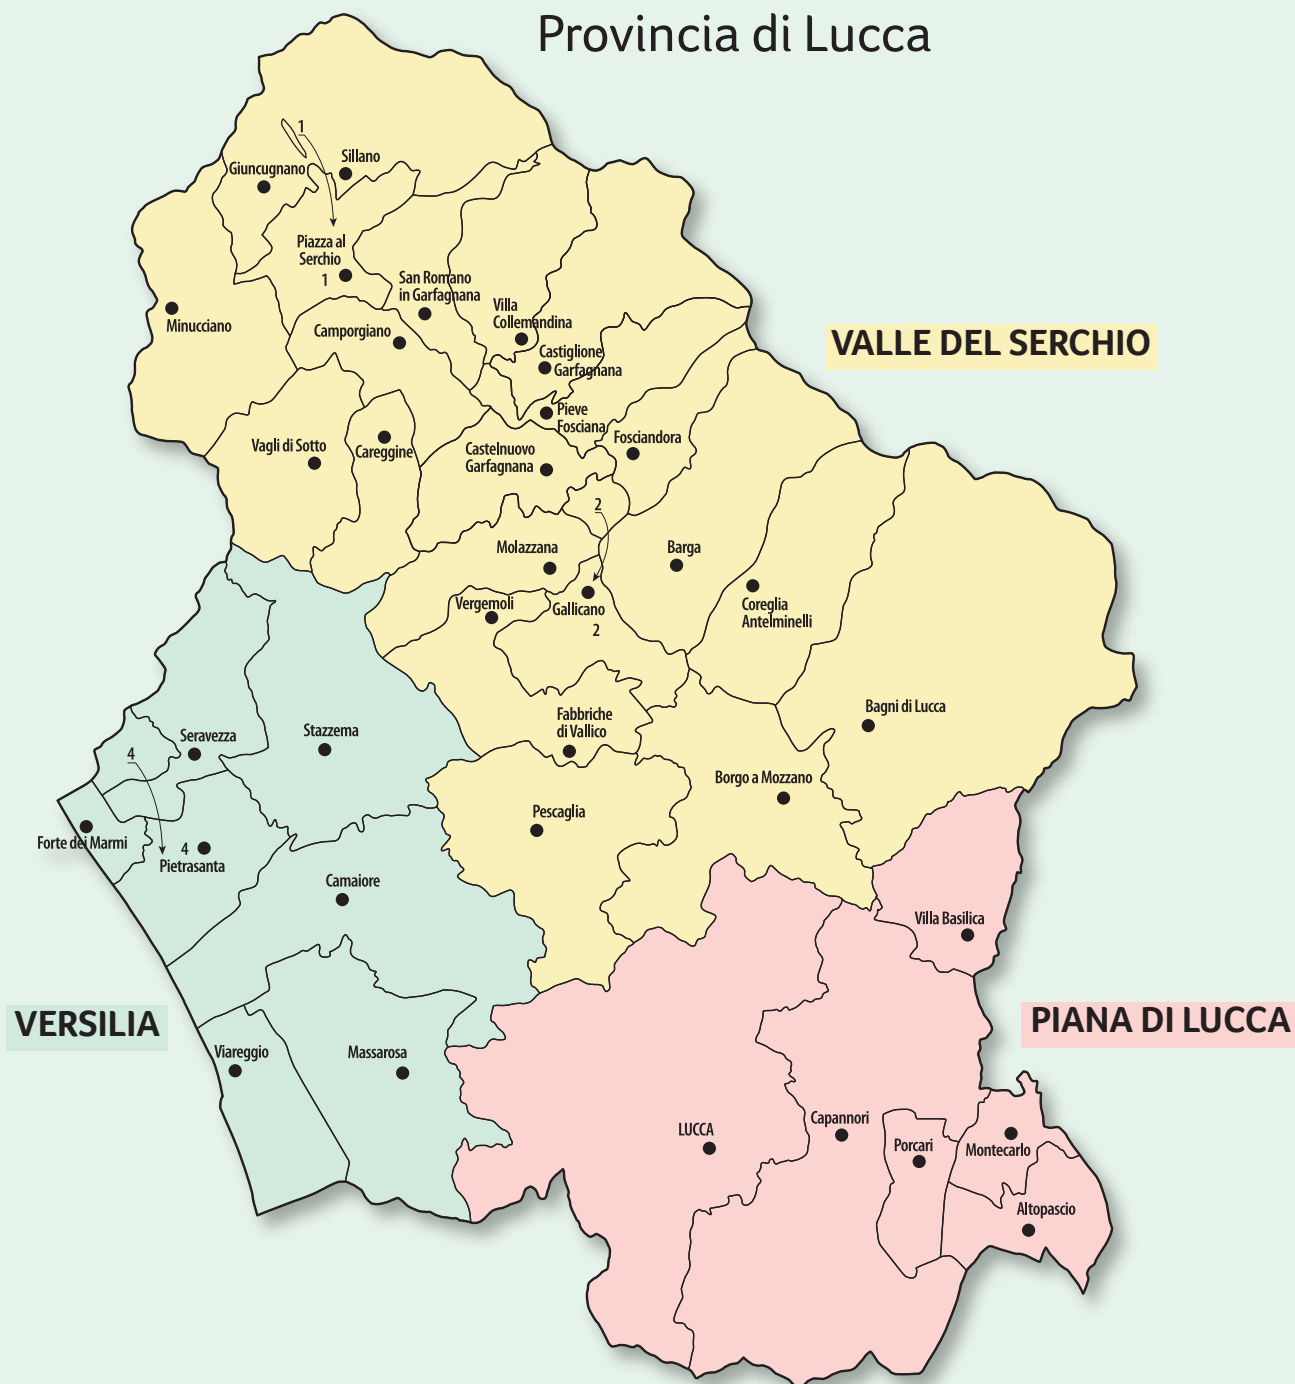 Provincia di Lucca
1
Sillano
Giuncugnano
Piazza al
Serchio
1
San Romano
in Garfagnana
Minucciano
Camporgiano
Villa
Collemandina
VALLE DEL SERCHIO
Castiglione
Garfagnana
Pieve
Fosciana
Vagli di Sotto
Careggine
Castelnuovo
Garfagnana
Fosciandora
2
Molazzana
Barga
Vergemoli
Gallicano
2
Coreglia
Antelminelli
Bagni di Lucca
Fabbriche
di Vallico
Stazzema
Seravezza
4
Borgo a Mozzano
Pescaglia
Forte dei Marmi
4
Pietrasanta
Camaiore
Villa Basilica
VERSILIA
PIANA DI LUCCA
Viareggio
Massarosa
LUCCA
Capannori
Porcari
Montecarlo
Altopascio